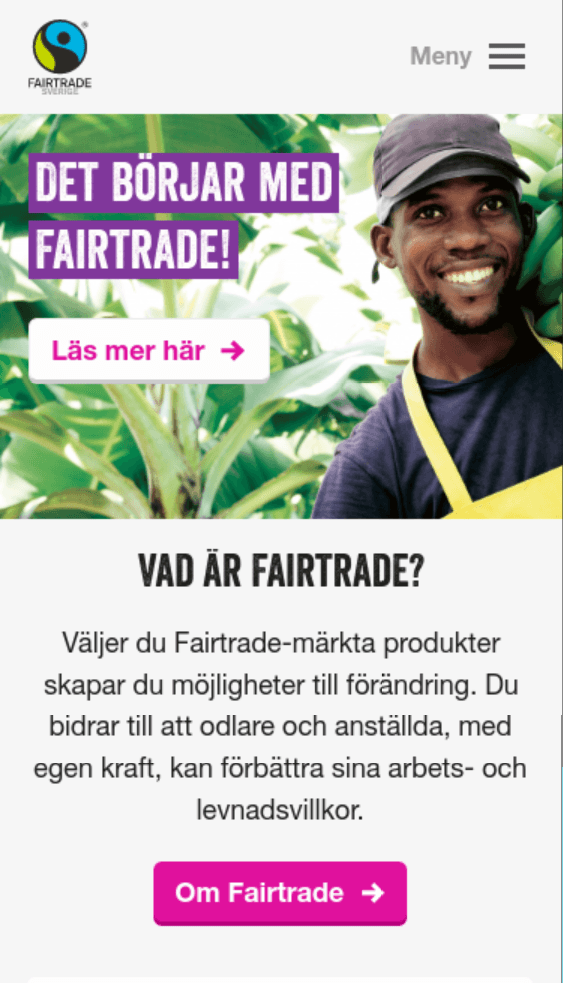 FAIRTRADE
SVERIGE
Meny
DET BÖRJAR MED
FAIRTRADE!
Läs mer här
VAD ÄR FAIRTRADE?
Väljer du Fairtrade-märkta produkter
skapar du möjligheter till förändring. Du
bidrar till att odlare och anställda, med
egen kraft, kan förbättra sina arbets- och
levnadsvillkor.
Om Fairtrade